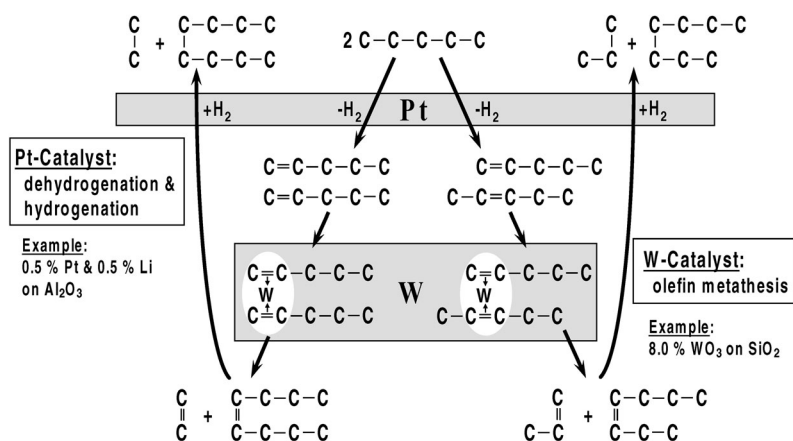 C C–C–C–C
+
C C–C–C–C
2 C–C–C–C–C
C C–C–C–C
+
C–C C–C–C
+H₂ -H₂ Pt -H₂ +H₂
Pt-Catalyst:
dehydrogenation &
hydrogenation
Example:
0.5 % Pt & 0.5 % Li
on Al₂O₃
C=C–C–C–C
C=C–C–C–C
C=C–C–C–C
C–C=C–C–C
C=C–C–C–C
W
C=C–C–C–C
W
C=C–C–C–C
W
C–C=C–C–C
W-Catalyst:
olefin metathesis
Example:
8.0 % WO₃ on SiO₂
C C–C–C–C
= + =
C C–C–C–C
C C–C–C–C
= + =
C–C C–C–C